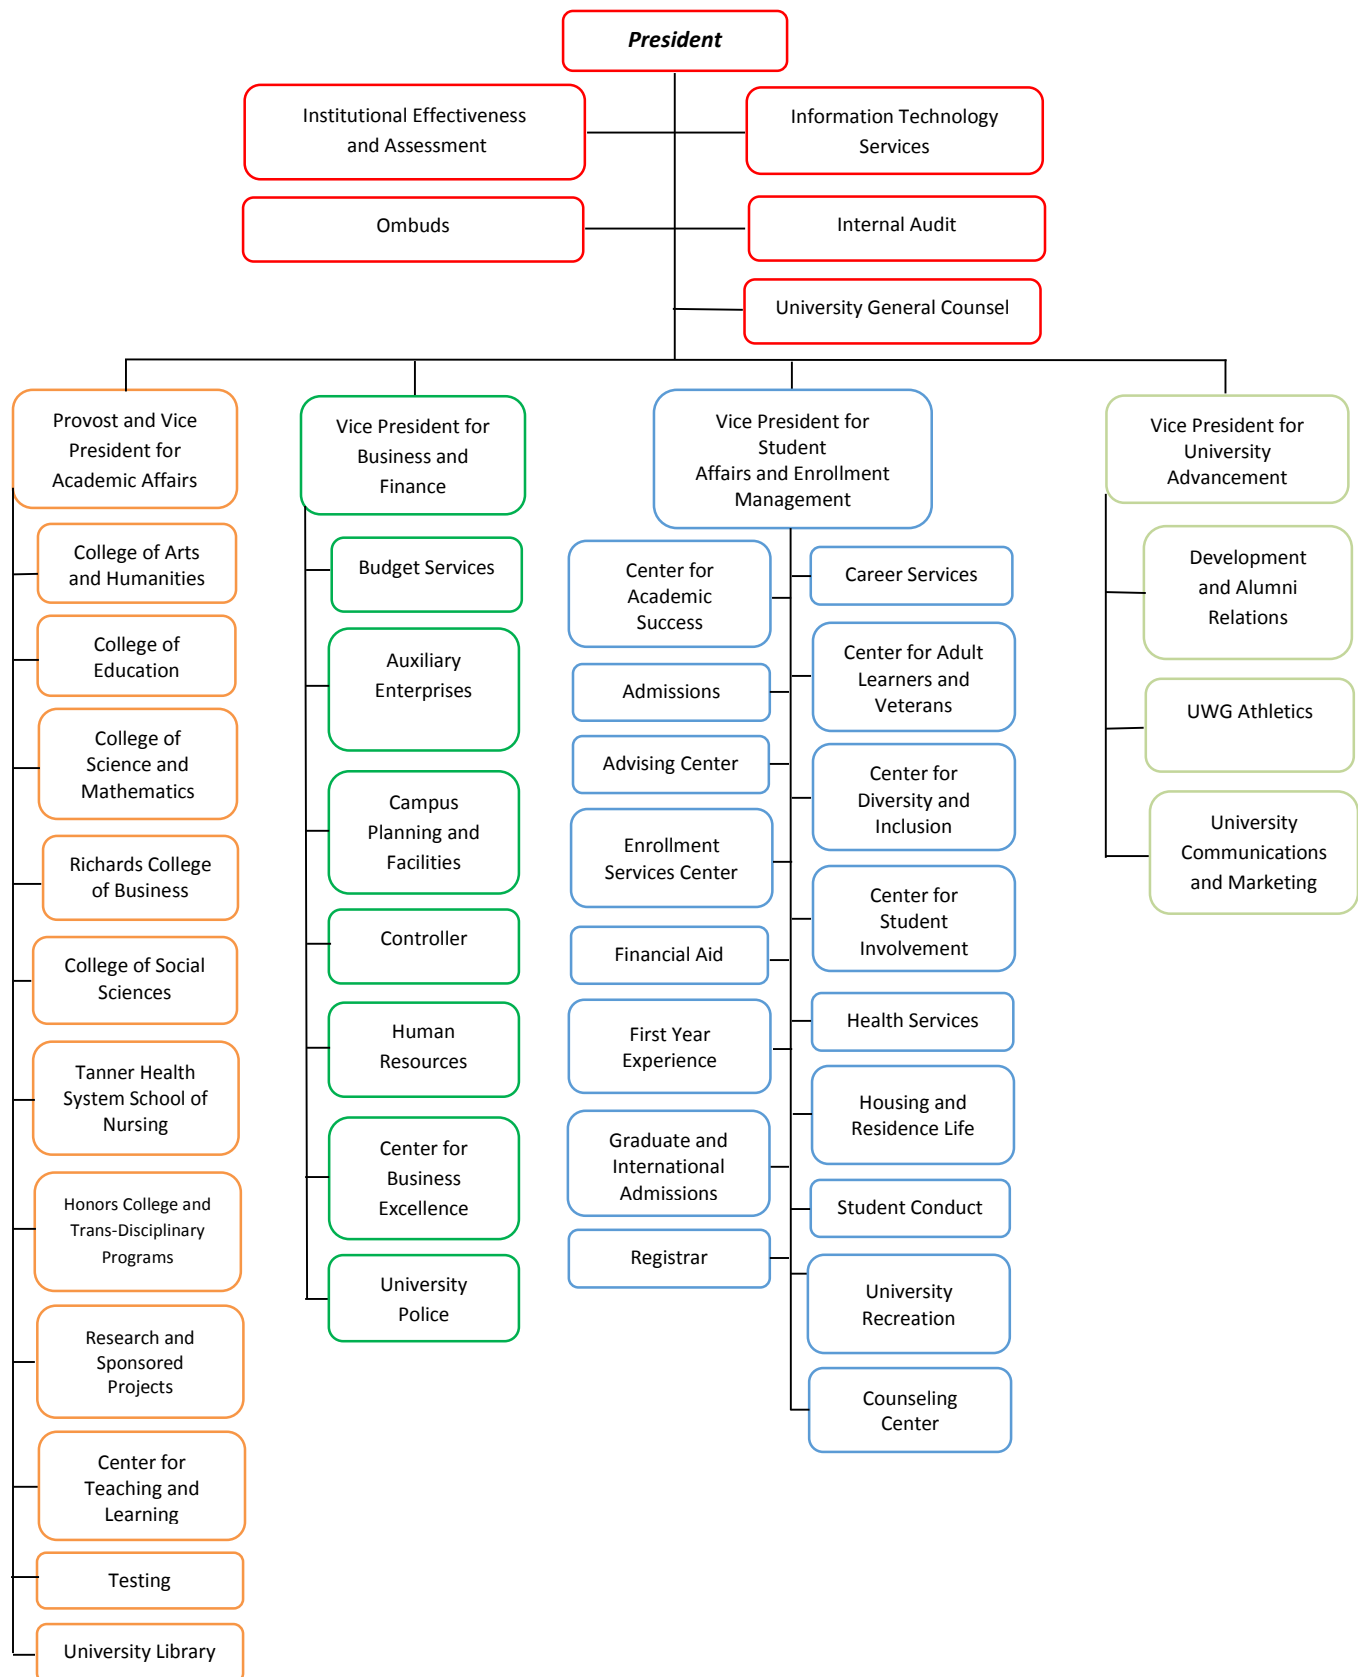 President
Institutional Effectiveness
and Assessment
Information Technology
Services
Ombuds
Internal Audit
University General Counsel
Provost and Vice
President for
Academic Affairs
College of Arts
and Humanities
College of
Education
College of
Science and
Mathematics
Richards College
of Business
College of Social
Sciences
Tanner Health
System School of
Nursing
Honors College and
Trans-Disciplinary
Programs
Research and
Sponsored
Projects
Center for
Teaching and
Learning
Testing
University Library
Vice President for
Business and
Finance
Budget Services
Auxiliary
Enterprises
Campus
Planning and
Facilities
Controller
Human
Resources
Center for
Business
Excellence
University
Police
Vice President for
Student
Affairs and Enrollment
Management
Center for
Academic
Success
Admissions
Advising Center
Enrollment
Services Center
Financial Aid
First Year
Experience
Graduate and
International
Admissions
Registrar
Career Services
Center for Adult
Learners and
Veterans
Center for
Diversity and
Inclusion
Center for
Student
Involvement
Health Services
Housing and
Residence Life
Student Conduct
University
Recreation
Counseling
Center
Vice President for
University
Advancement
Development
and Alumni
Relations
UWG Athletics
University
Communications
and Marketing